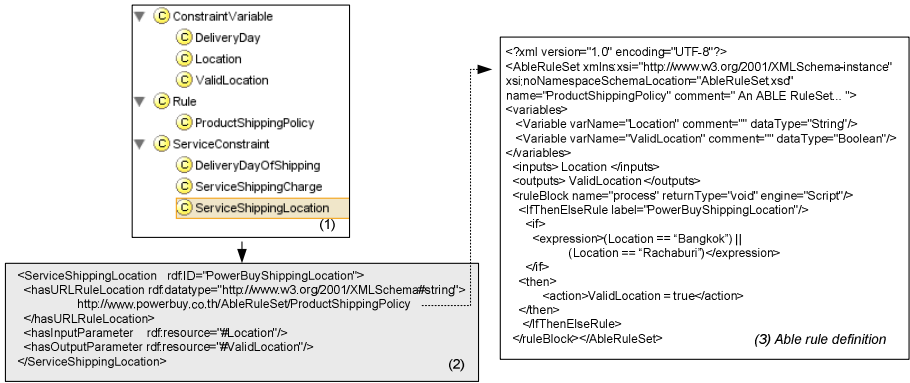 ConstraintVariable
DeliveryDay
Location
ValidLocation
Rule
ProductShippingPolicy
ServiceConstraint
DeliveryDayOfShipping
ServiceShippingCharge
ServiceShippingLocation
(1)
<ServiceShippingLocation rdf:ID="PowerBuyShippingLocation">
<hasURLRuleLocation rdf:datatype="http://www.w3.org/2001/XMLSchema#string">
http://www.powerbuy.co.th/AbleRuleSet/ProductShippingPolicy
</hasURLRuleLocation>
<hasInputParameter rdf:resource="#Location"/>
<hasOutputParameter rdf:resource="#ValidLocation"/>
</ServiceShippingLocation>
(2)
<?xml version="1.0" encoding="UTF-8"?>
<AbleRuleSet xmlns:xsi="http://www.w3.org/2001/XMLSchema-instance"
xsi:noNamespaceSchemaLocation="AbleRuleSet.xsd"
name="ProductShippingPolicy" comment=" An ABLE RuleSet... ">
<variables>
<Variable varName="Location" comment="" dataType="String"/>
<Variable varName="ValidLocation" comment="" dataType="Boolean"/>
</variables>
<inputs> Location </inputs>
<outputs> ValidLocation </outputs>
<ruleBlock name="process" returnType="void" engine="Script"/>
<IfThenElseRule label="PowerBuyShippingLocation"/>
<if>
<expression>(Location == “Bangkok”) ||
(Location == “Rachaburi”)</expression>
</if>
<then>
<action>ValidLocation = true</action>
</then>
</IfThenElseRule>
</ruleBlock></AbleRuleSet>
(3) Able rule definition